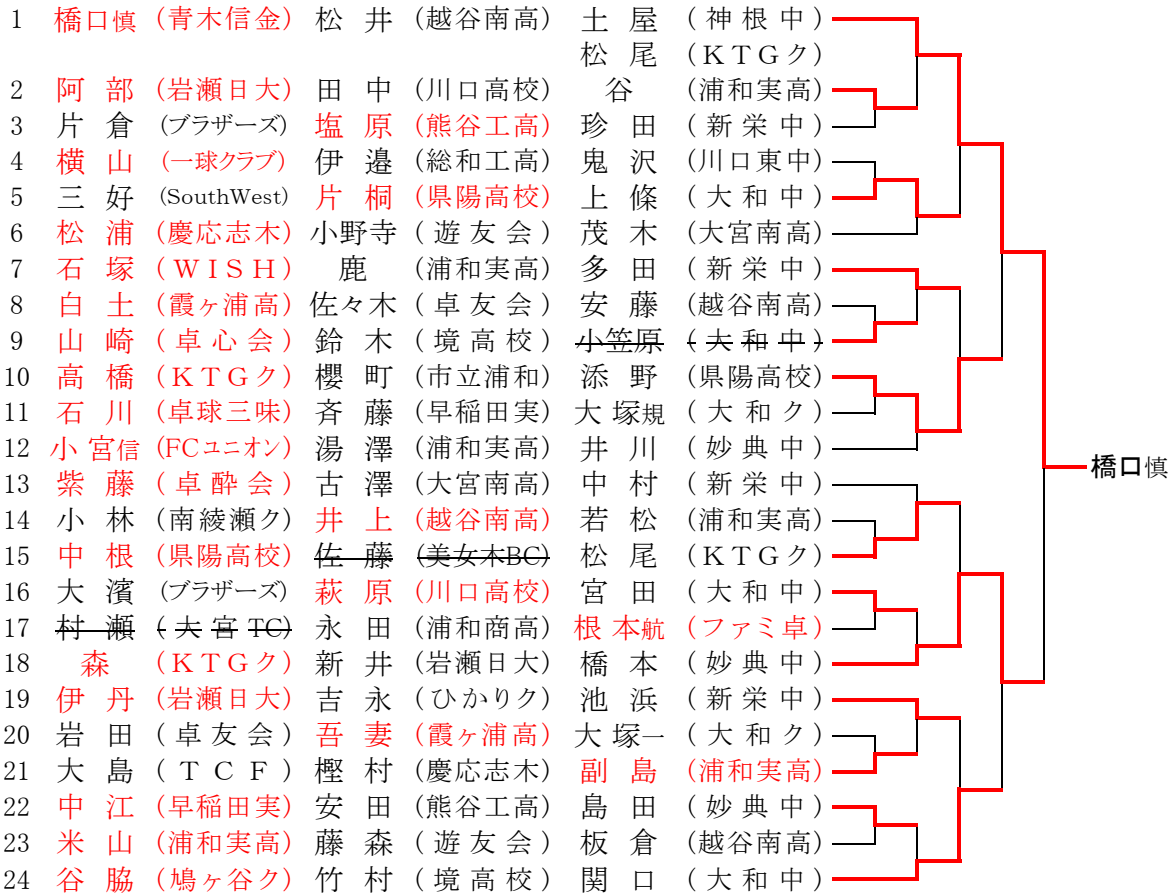 1 橋口慎 (青木信金) 松井 (越谷南高) 土屋 (神根中)
松尾 (KTGク)
2 阿部 (岩瀬日大) 田中 (川口高校) 谷 (浦和実高)
3 片倉 (ブラザーズ) 塩原 (熊谷工高) 珍田 (新栄中)
4 横山 (一球クラブ) 伊邉 (総和工高) 鬼沢 (川口東中)
5 三好 (SouthWest) 片桐 (県陽高校) 上條 (大和中)
6 松浦 (慶応志木) 小野寺 (遊友会) 茂木 (大宮南高)
7 石塚 (WISH) 鹿 (浦和実高) 多田 (新栄中)
8 白土 (霞ヶ浦高) 佐々木 (卓友会) 安藤 (越谷南高)
9 山崎 (卓心会) 鈴木 (境高校) 小笠原 (大和中)
10 高橋 (KTGク) 櫻町 (市立浦和) 添野 (県陽高校)
11 石川 (卓球三味) 斉藤 (早稲田実) 大塚規 (大和ク)
12 小宮信 (FCユニオン) 湯澤 (浦和実高) 井川 (妙典中)
橋口慎
13 紫藤 (卓酔会) 古澤 (大宮南高) 中村 (新栄中)
14 小林 (南綾瀬ク) 井上 (越谷南高) 若松 (浦和実高)
15 中根 (県陽高校) 佐藤 (美女木BC) 松尾 (KTGク)
16 大濱 (ブラザーズ) 萩原 (川口高校) 宮田 (大和中)
17 村瀬 (大宮TC) 永田 (浦和商高) 根本航 (ファミ卓)
18 森 (KTGク) 新井 (岩瀬日大) 橋本 (妙典中)
19 伊丹 (岩瀬日大) 吉永 (ひかりク) 池浜 (新栄中)
20 岩田 (卓友会) 吾妻 (霞ヶ浦高) 大塚一 (大和ク)
21 大島 (TCF) 樫村 (慶応志木) 副島 (浦和実高)
22 中江 (早稲田実) 安田 (熊谷工高) 島田 (妙典中)
23 米山 (浦和実高) 藤森 (遊友会) 板倉 (越谷南高)
24 谷脇 (鳩ヶ谷ク) 竹村 (境高校) 関口 (大和中)